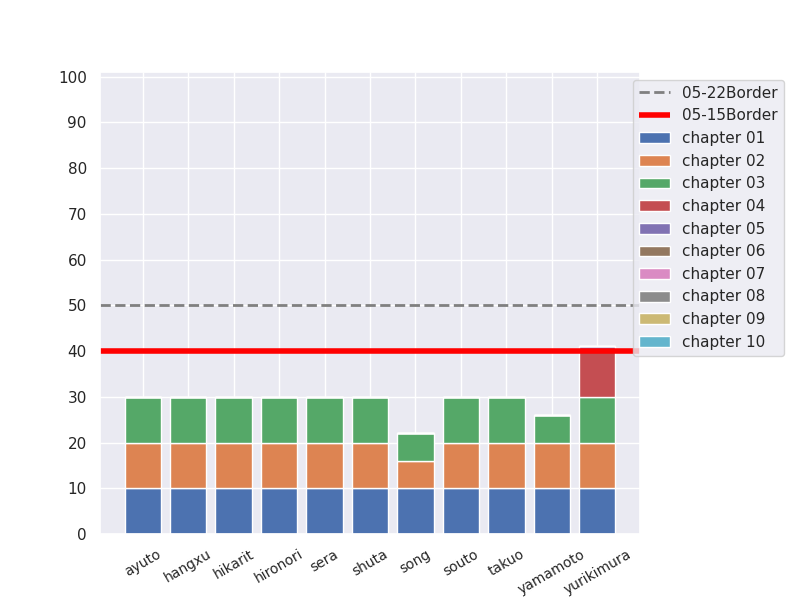 100
90
80
70
60
50
40
30
20
10
0
05-22Border
05-15Border
chapter 01
chapter 02
chapter 03
chapter 04
chapter 05
chapter 06
chapter 07
chapter 08
chapter 09
chapter 10
ayuto
hangxu
hikarit
hironori
sera
shuta
song
souto
takuo
yamamoto
yurikimura